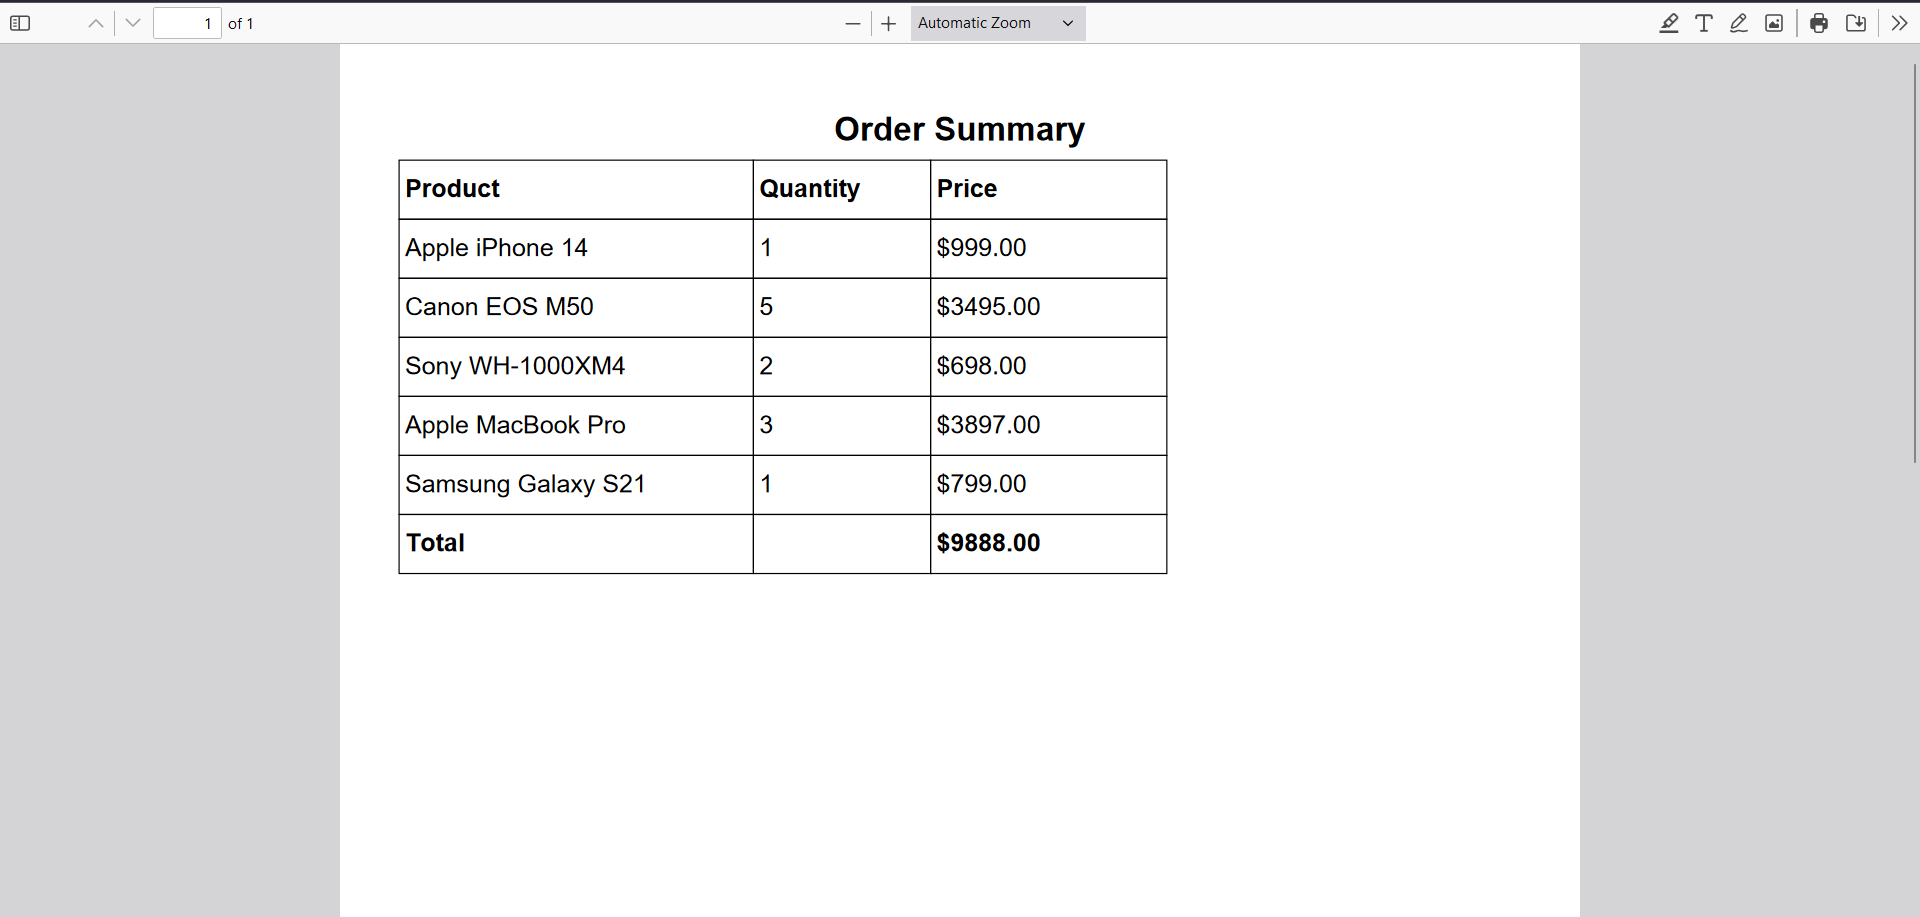 1 of 1 Automatic Zoom
Order Summary
Product Quantity Price
Apple iPhone 14 1 $999.00
Canon EOS M50 5 $3495.00
Sony WH-1000XM4 2 $698.00
Apple MacBook Pro 3 $3897.00
Samsung Galaxy S21 1 $799.00
Total $9888.00